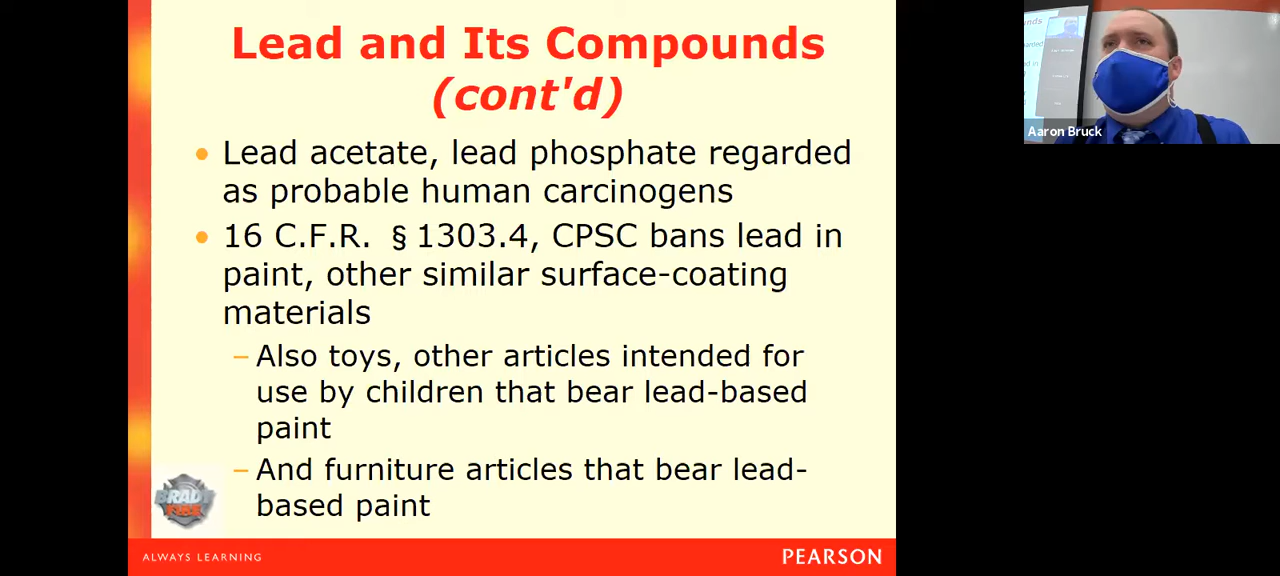 Lead and Its Compounds
(cont'd)
• Lead acetate, lead phosphate regarded
as probable human carcinogens
• 16 C.F.R. §1303.4, CPSC bans lead in
paint, other similar surface-coating
materials
– Also toys, other articles intended for
use by children that bear lead-based
paint
– And furniture articles that bear lead-
based paint
BRADY
FIRE
ALWAYS LEARNING
PEARSON
Aaron Bruck